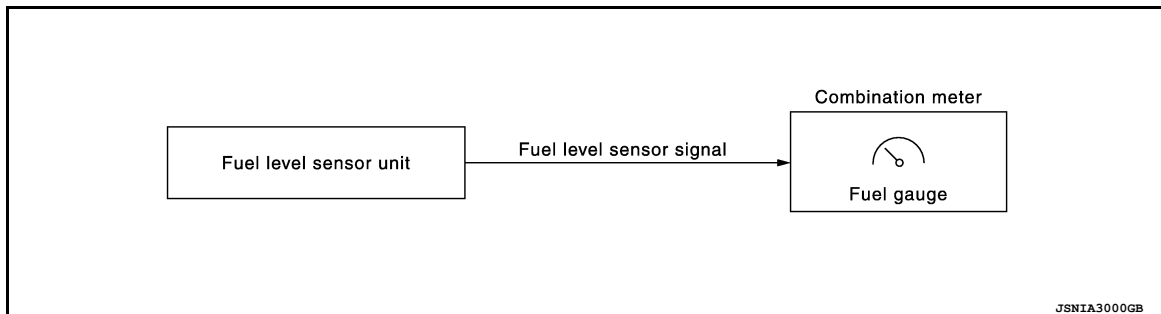 Combination meter
Fuel level sensor unit
Fuel level sensor signal
Fuel gauge
JSNIA3000GB